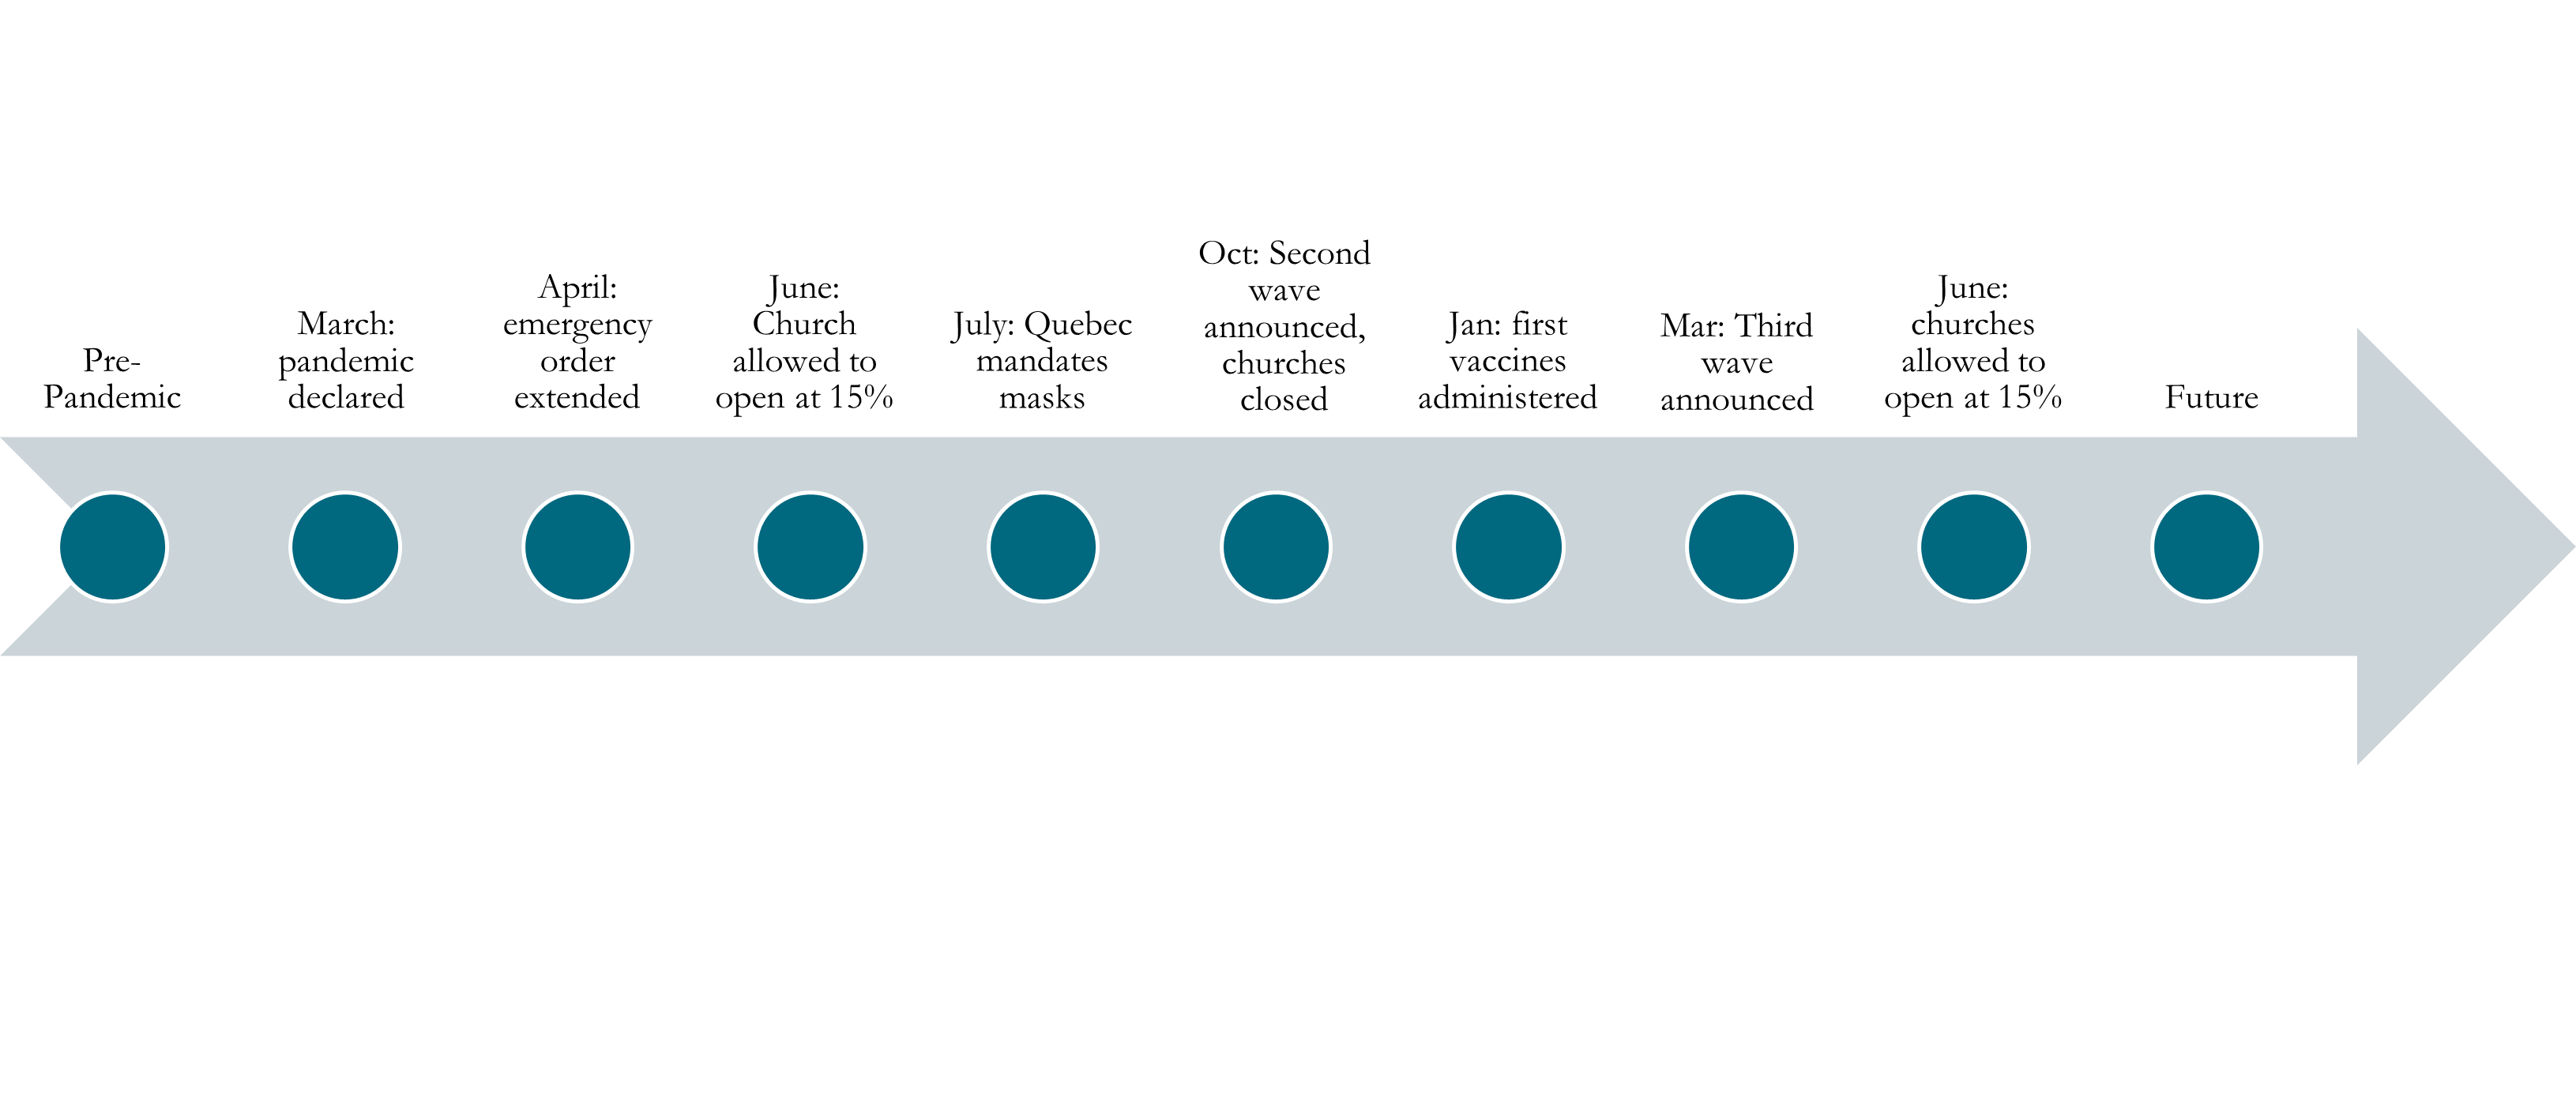 Pre-
Pandemic
March:
pandemic
declared
April:
emergency
order
extended
June:
Church
allowed to
open at 15%
July: Quebec
mandates
masks
Oct: Second
wave
announced,
churches
closed
Jan: first
vaccines
administered
Mar: Third
wave
announced
June:
churches
allowed to
open at 15%
Future